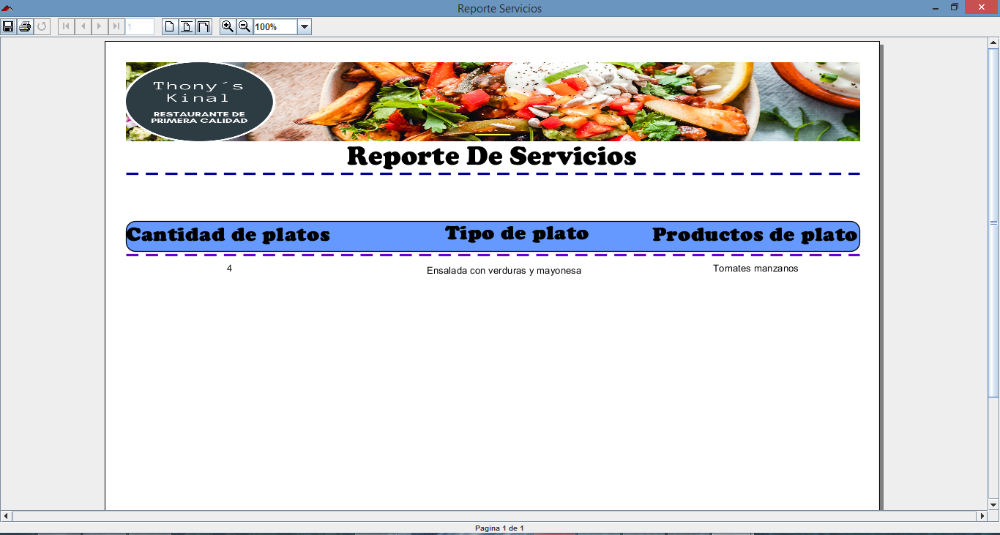 Reporte Servicios
1
100%
Thony´s
Kinal
RESTAURANTE DE
PRIMERA CALIDAD
Reporte De Servicios
Cantidad de platos Tipo de plato Productos de plato
4 Ensalada con verduras y mayonesa Tomates manzanos
Pagina 1 de 1